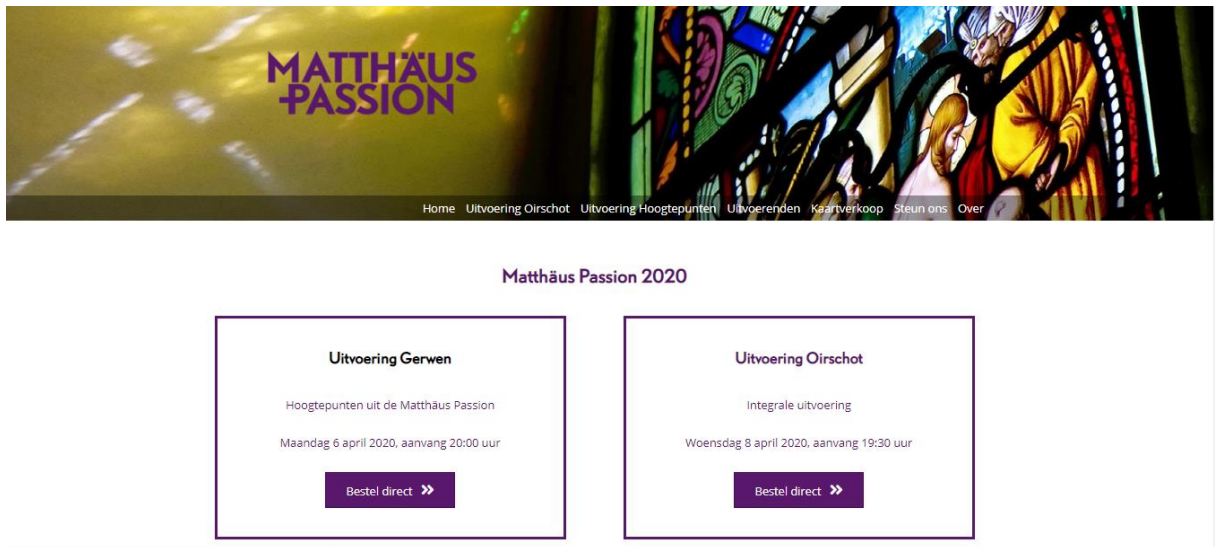 MATTHÄUS
PASSION
Home Uitvoering Oirschot Uitvoering Hoogtepunten Uitvoerenden Kaartverkoop Steun ons Over
Matthäus Passion 2020
Uitvoering Gerwen
Hoogtepunten uit de Matthäus Passion
Maandag 6 april 2020, aanvang 20:00 uur
Bestel direct
Uitvoering Oirschot
Integrale uitvoering
Woensdag 8 april 2020, aanvang 19:30 uur
Bestel direct